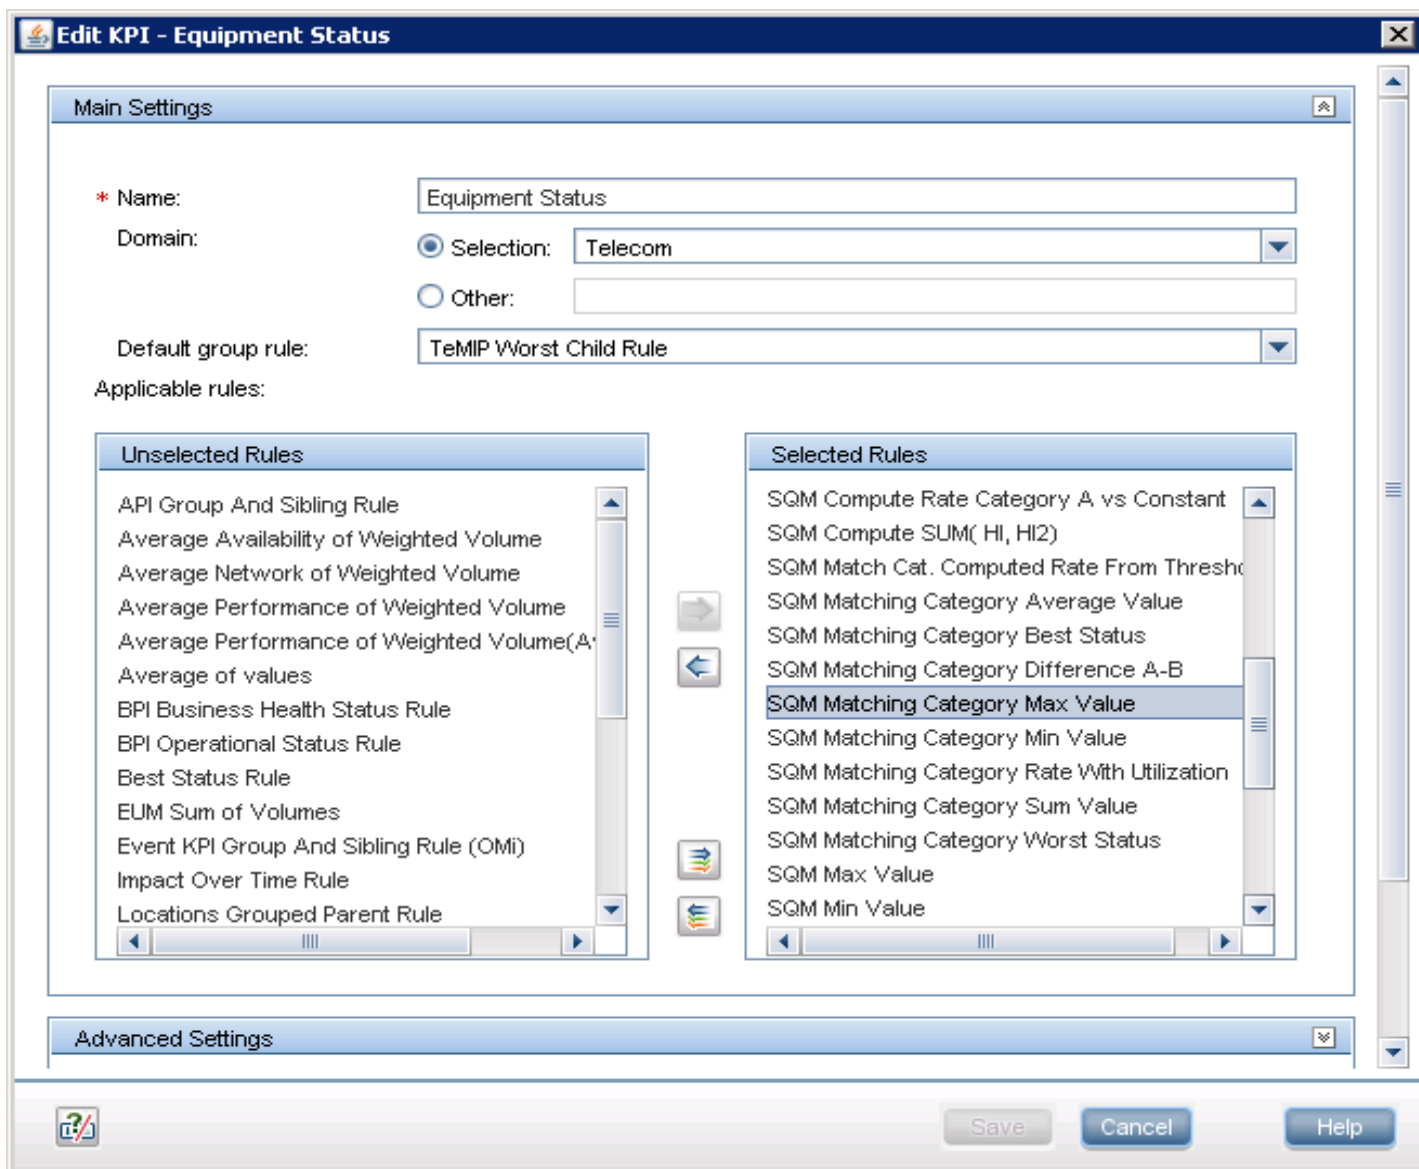 Edit KPI - Equipment Status
Main Settings
* Name:
Equipment Status
Domain:
Selection:
Telecom
Other:
Default group rule:
TeMIP Worst Child Rule
Applicable rules:
Unselected Rules
API Group And Sibling Rule
Average Availability of Weighted Volume
Average Network of Weighted Volume
Average Performance of Weighted Volume
Average Performance of Weighted Volume(A
Average of values
BPI Business Health Status Rule
BPI Operational Status Rule
Best Status Rule
EUM Sum of Volumes
Event KPI Group And Sibling Rule (OMi)
Impact Over Time Rule
Locations Grouped Parent Rule
Selected Rules
SQM Compute Rate Category A vs Constant
SQM Compute SUM( HI, HI2)
SQM Match Cat. Computed Rate From Thresho
SQM Matching Category Average Value
SQM Matching Category Best Status
SQM Matching Category Difference A-B
SQM Matching Category Max Value
SQM Matching Category Min Value
SQM Matching Category Rate With Utilization
SQM Matching Category Sum Value
SQM Matching Category Worst Status
SQM Max Value
SQM Min Value
Advanced Settings
Save
Cancel
Help